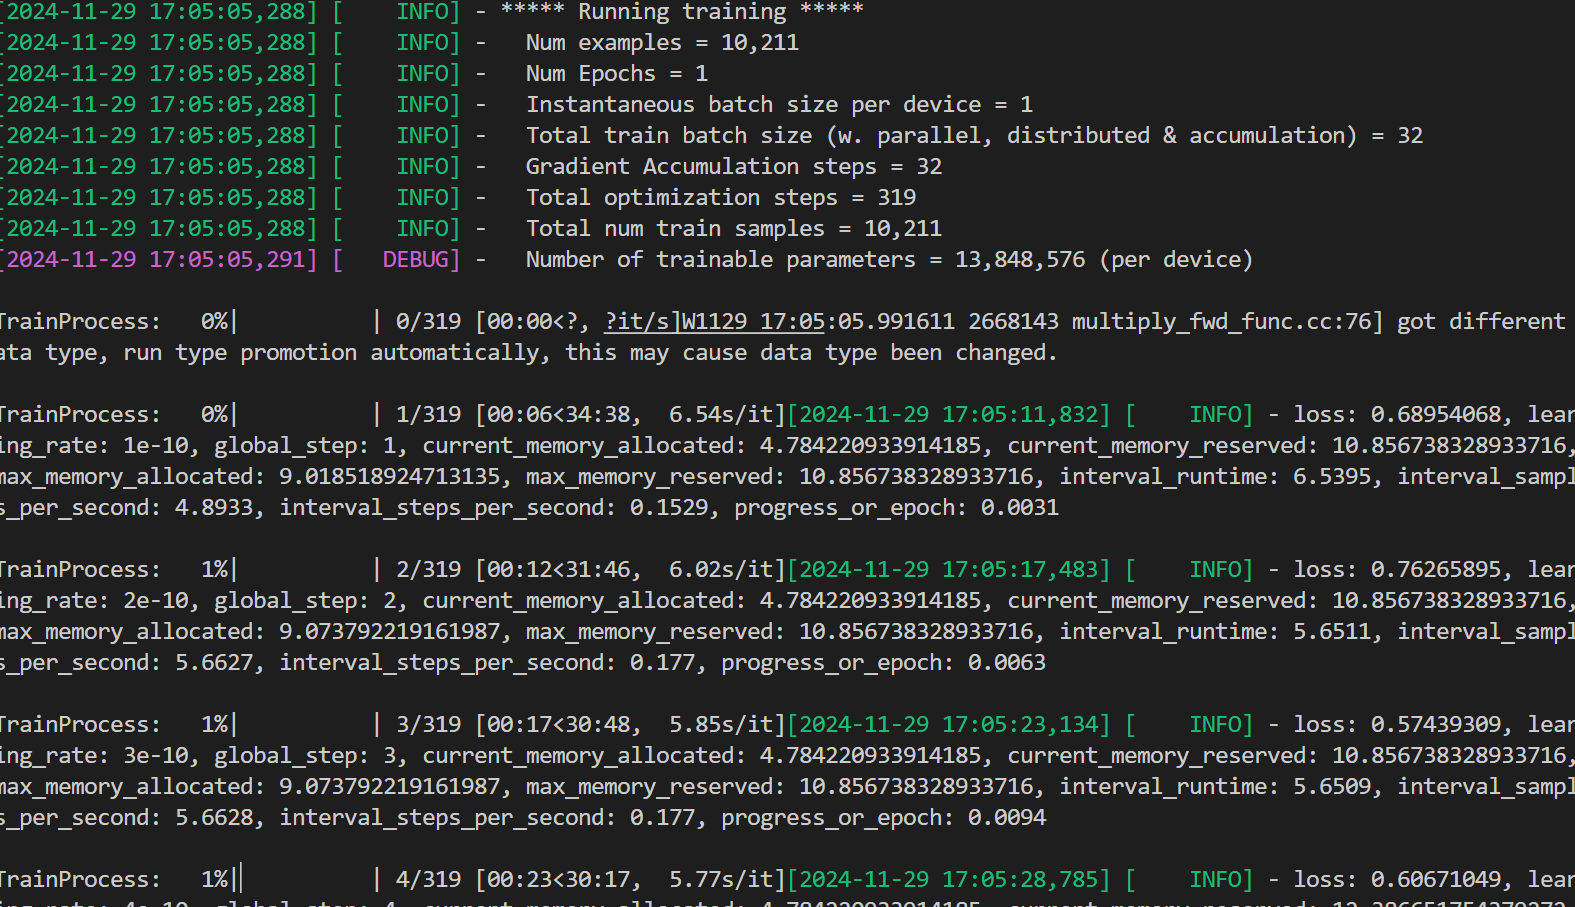 [2024-11-29 17:05:05,288] [    INFO] - ***** Running training *****
[2024-11-29 17:05:05,288] [    INFO] -   Num examples = 10,211
[2024-11-29 17:05:05,288] [    INFO] -   Num Epochs = 1
[2024-11-29 17:05:05,288] [    INFO] -   Instantaneous batch size per device = 1
[2024-11-29 17:05:05,288] [    INFO] -   Total train batch size (w. parallel, distributed & accumulation) = 32
[2024-11-29 17:05:05,288] [    INFO] -   Gradient Accumulation steps = 32
[2024-11-29 17:05:05,288] [    INFO] -   Total optimization steps = 319
[2024-11-29 17:05:05,288] [    INFO] -   Total num train samples = 10,211
[2024-11-29 17:05:05,291] [   DEBUG] -   Number of trainable parameters = 13,848,576 (per device)
TrainProcess:   0%|          | 0/319 [00:00<?, ?it/s]W1129 17:05:05.991611 2668143 multiply_fwd_func.cc:76] got different
ata type, run type promotion automatically, this may cause data type been changed.
TrainProcess:   0%|          | 1/319 [00:06<34:38,  6.54s/it][2024-11-29 17:05:11,832] [    INFO] - loss: 0.68954068, lear
ing_rate: 1e-10, global_step: 1, current_memory_allocated: 4.784220933914185, current_memory_reserved: 10.856738328933716,
max_memory_allocated: 9.018518924713135, max_memory_reserved: 10.856738328933716, interval_runtime: 6.5395, interval_sampl
s_per_second: 4.8933, interval_steps_per_second: 0.1529, progress_or_epoch: 0.0031
TrainProcess:   1%|          | 2/319 [00:12<31:46,  6.02s/it][2024-11-29 17:05:17,483] [    INFO] - loss: 0.76265895, lear
ing_rate: 2e-10, global_step: 2, current_memory_allocated: 4.784220933914185, current_memory_reserved: 10.856738328933716,
max_memory_allocated: 9.073792219161987, max_memory_reserved: 10.856738328933716, interval_runtime: 5.6511, interval_sampl
s_per_second: 5.6627, interval_steps_per_second: 0.177, progress_or_epoch: 0.0063
TrainProcess:   1%|          | 3/319 [00:17<30:48,  5.85s/it][2024-11-29 17:05:23,134] [    INFO] - loss: 0.57439309, lear
ing_rate: 3e-10, global_step: 3, current_memory_allocated: 4.784220933914185, current_memory_reserved: 10.856738328933716,
max_memory_allocated: 9.073792219161987, max_memory_reserved: 10.856738328933716, interval_runtime: 5.6509, interval_sampl
s_per_second: 5.6628, interval_steps_per_second: 0.177, progress_or_epoch: 0.0094
TrainProcess:   1%||          | 4/319 [00:23<30:17,  5.77s/it][2024-11-29 17:05:28,785] [    INFO] - loss: 0.60671049, lear
ing_rate: 4e-10, global_step: 4, current_memory_allocated: 4.784220933914185, current_memory_reserved: